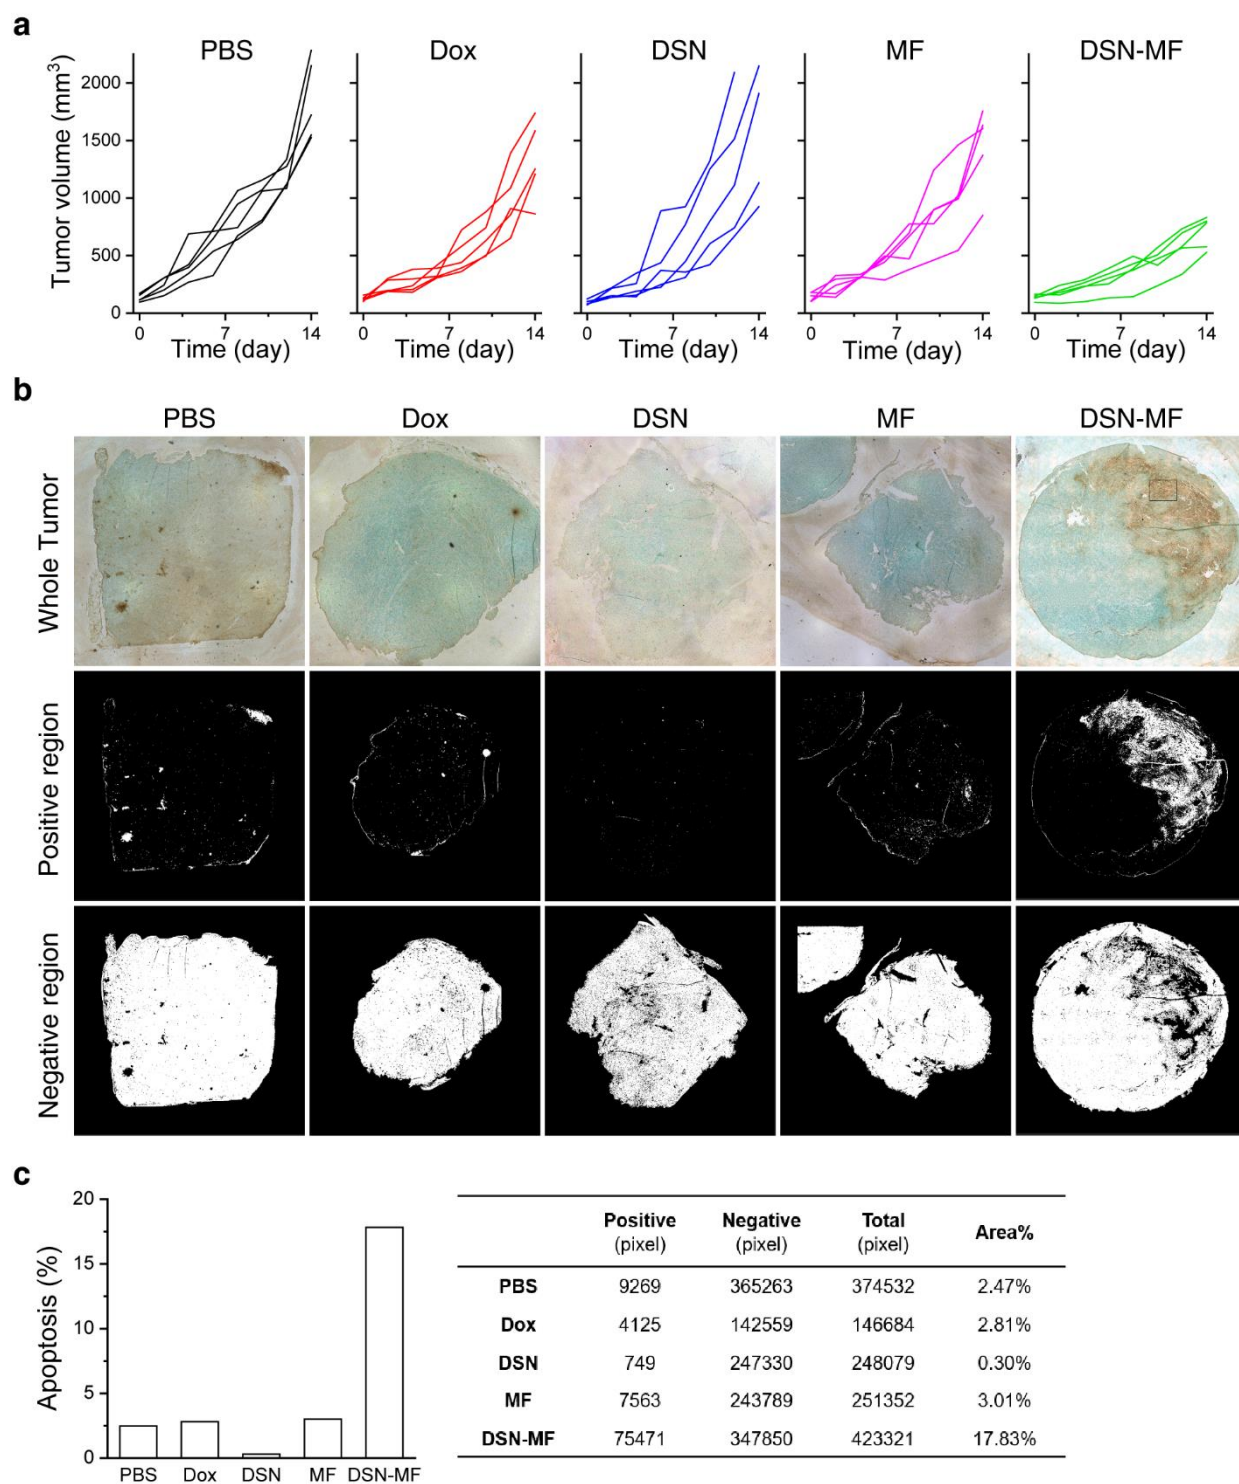 a
PBS Dox DSN MF DSN-MF
Tumor volume (mm³)
2000
1500
1000
500
0
0 7 14 0 7 14 0 7 14 0 7 14 0 7 14
Time (day) Time (day) Time (day) Time (day) Time (day)
b
PBS Dox DSN MF DSN-MF
Whole Tumor
Positive region
Negative region
c
Apoptosis (%)
20
15
10
5
0
PBS Dox DSN MF DSN-MF
Positive Negative Total Area%
(pixel) (pixel) (pixel)
PBS 9269 365263 374532 2.47%
Dox 4125 142559 146684 2.81%
DSN 749 247330 248079 0.30%
MF 7563 243789 251352 3.01%
DSN-MF 75471 347850 423321 17.83%